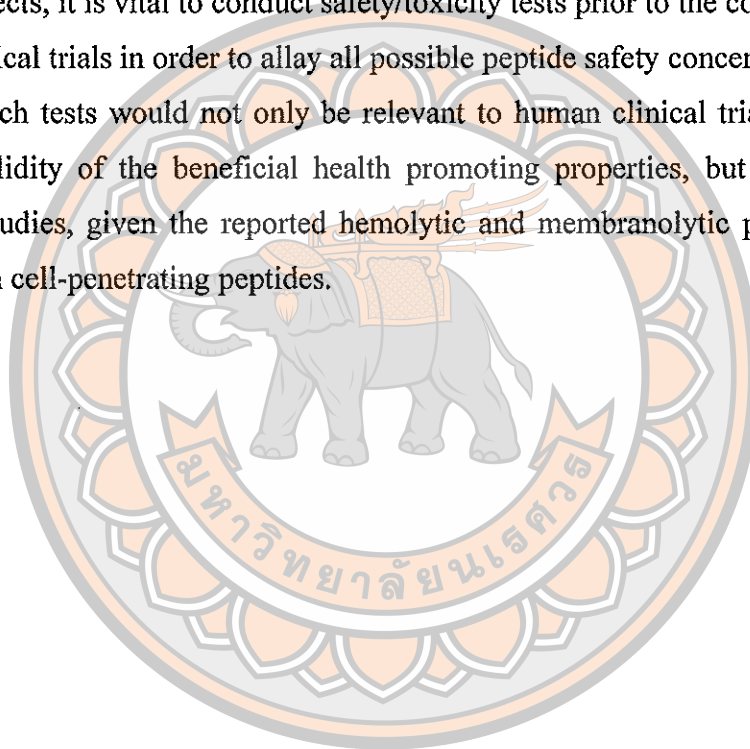 ects, it is vital to conduct safety/toxicity tests prior to the co
ical trials in order to allay all possible peptide safety concer
ch tests would not only be relevant to human clinical tria
lidity of the beneficial health promoting properties, but
udies, given the reported hemolytic and membranolytic p
n cell-penetrating peptides.
มหาวิทยาลัยนเรศวร